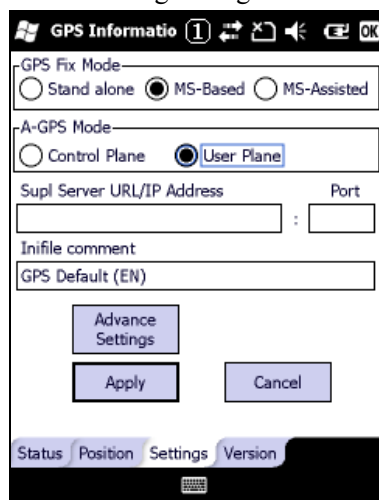 GPS Informatio 1 OK
GPS Fix Mode
Stand alone MS-Based MS-Assisted
A-GPS Mode
Control Plane User Plane
Supl Server URL/IP Address Port
:
Inifile comment
GPS Default (EN)
Advance
Settings
Apply Cancel
Status Position Settings Version